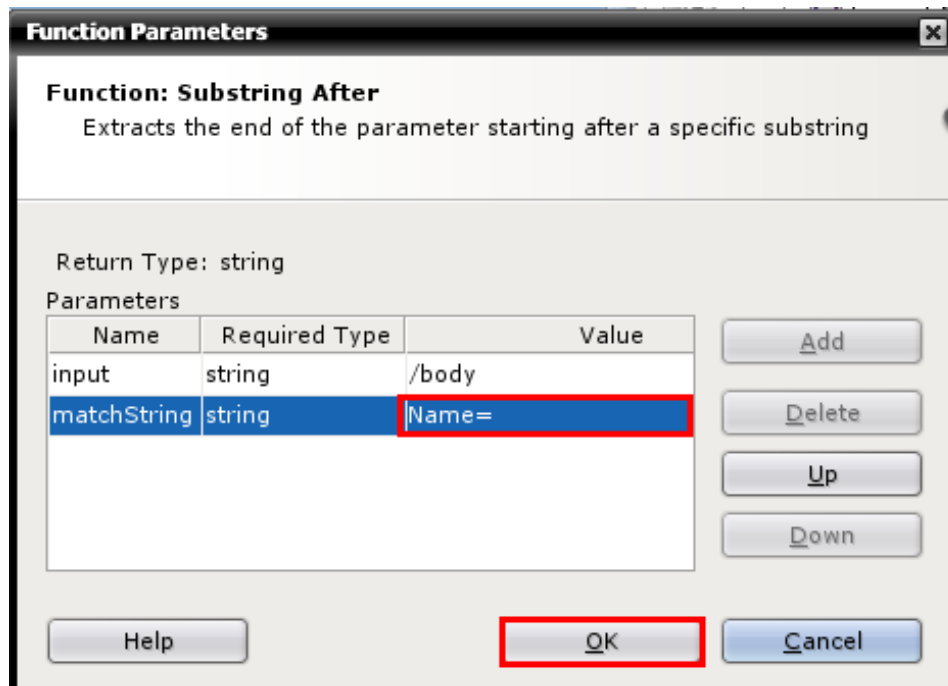 Function Parameters
Function: Substring After
Extracts the end of the parameter starting after a specific substring
Return Type: string
Parameters
Name Required Type Value
input string /body
matchString string Name=
Add
Delete
Up
Down
Help OK Cancel